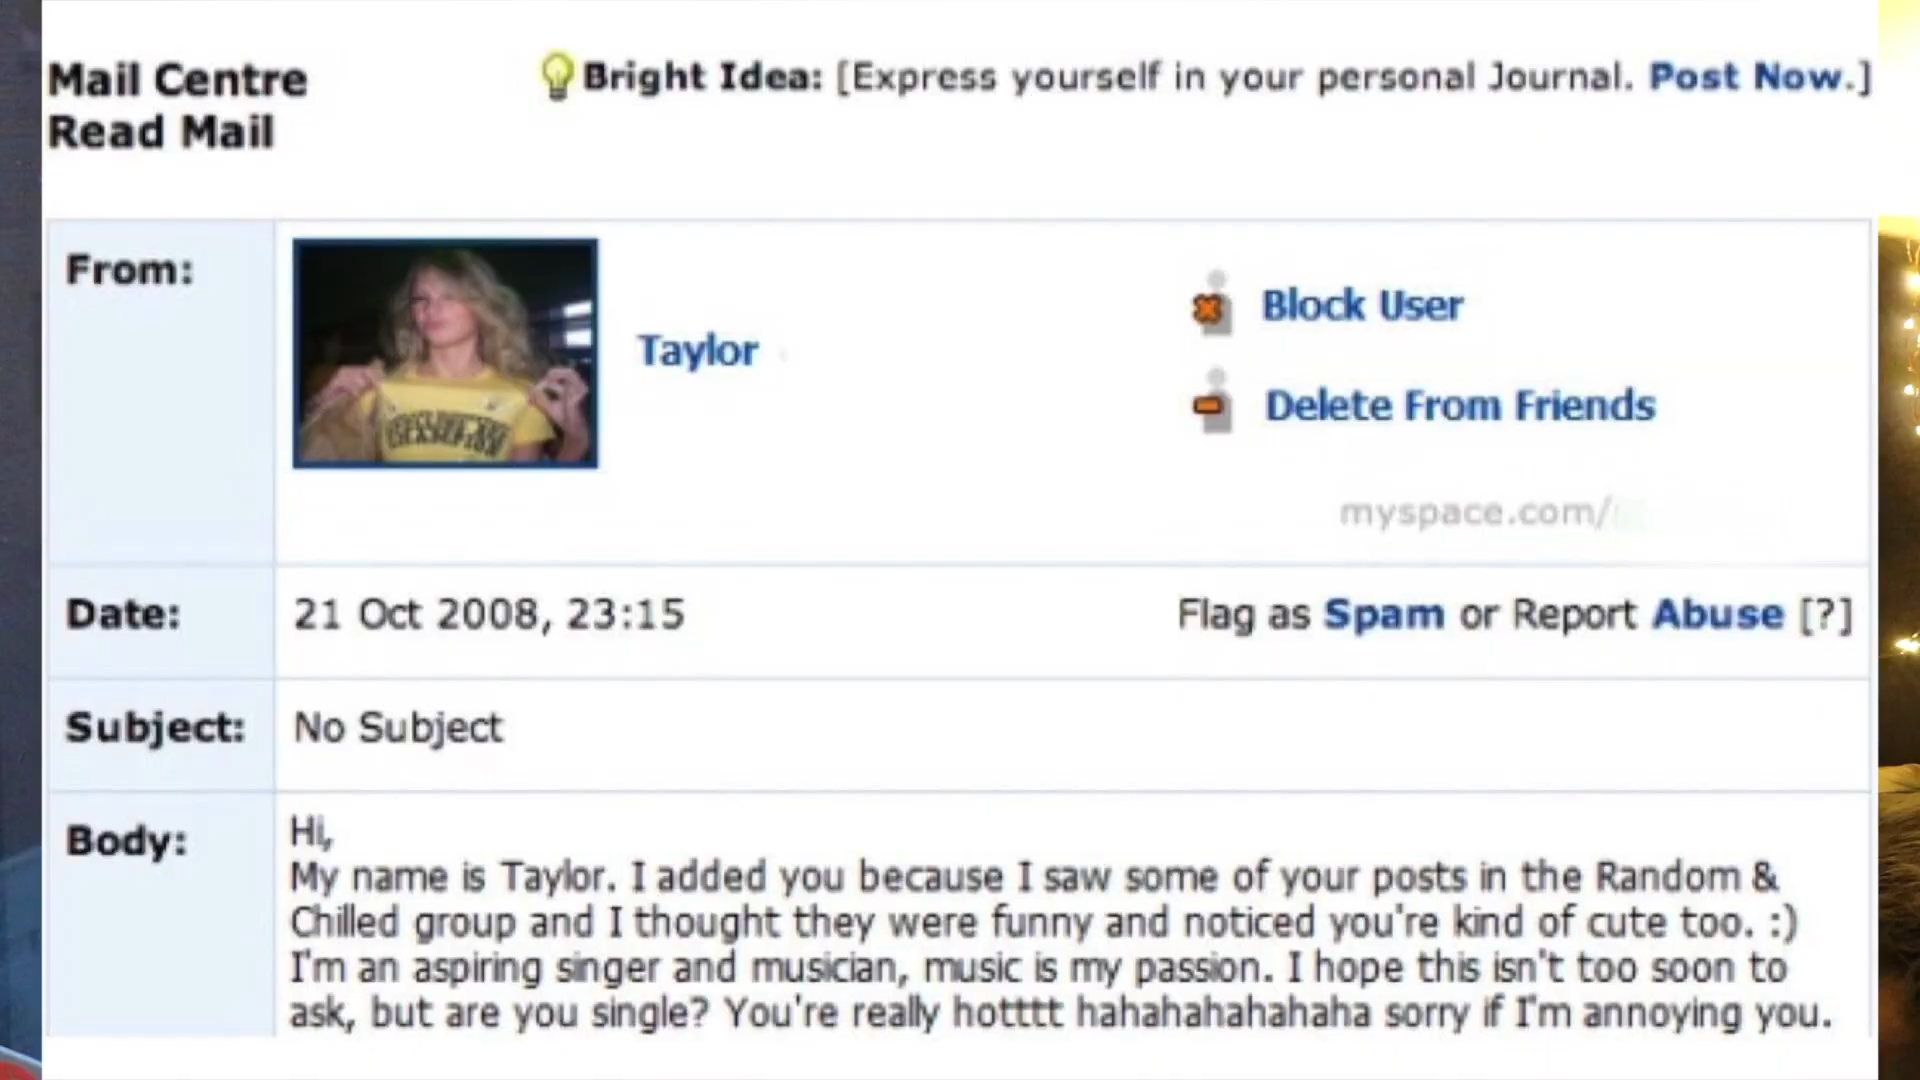 Mail Centre
Read Mail
Bright Idea: [Express yourself in your personal Journal. Post Now.]
From:
Taylor
Block User
Delete From Friends
myspace.com/
Date:
21 Oct 2008, 23:15
Flag as Spam or Report Abuse [?]
Subject:
No Subject
Body:
Hi,
My name is Taylor. I added you because I saw some of your posts in the Random &
Chilled group and I thought they were funny and noticed you're kind of cute too. :)
I'm an aspiring singer and musician, music is my passion. I hope this isn't too soon to
ask, but are you single? You're really hotttt hahahahahahaha sorry if I'm annoying you.